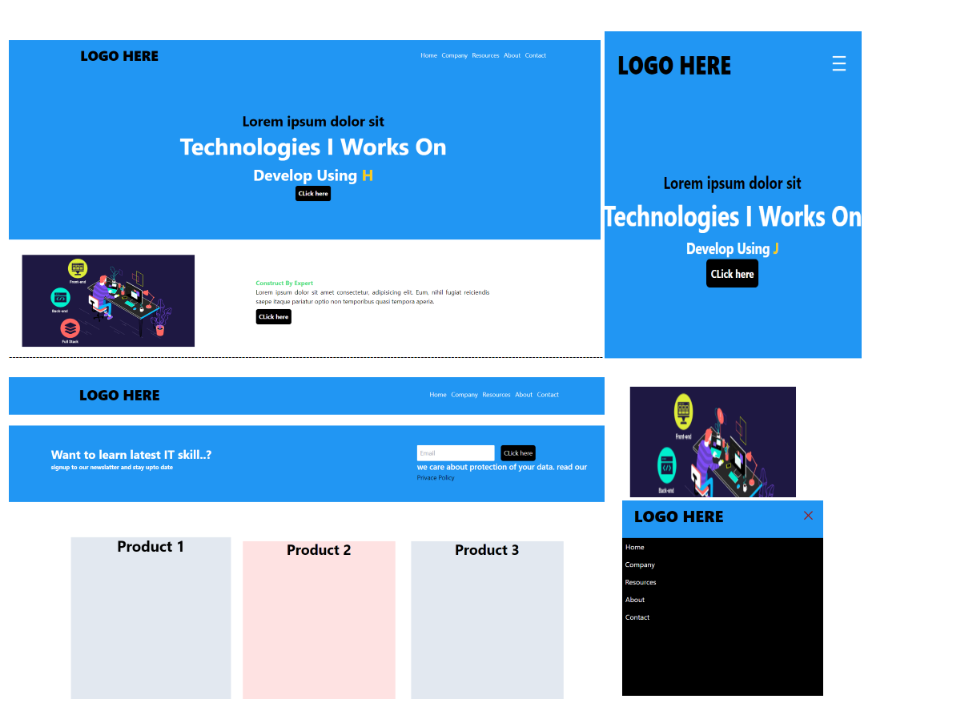 LOGO HERE
Home Company Resources About Contact
Lorem ipsum dolor sit
Technologies I Works On
Develop Using H
CLick here
Front-end
Back-end
Full Stack
Construct By Expert
Lorem ipsum dolor sit amet consectetur, adipisicing elit. Eum, nihil fugiat reiciendis
saepe itaque pariatur optio non temporibus quasi tempora aperia.
CLick here
LOGO HERE
Lorem ipsum dolor sit
Technologies I Works On
Develop Using J
CLick here
LOGO HERE
Home Company Resources About Contact
Want to learn latest IT skill..?
signup to our newslatter and stay upto date
Email
CLick here
we care about protection of your data. read our
Privacy Policy
Product 1
Product 2
Product 3
Front-end
Back-end
LOGO HERE
Home
Company
Resources
About
Contact